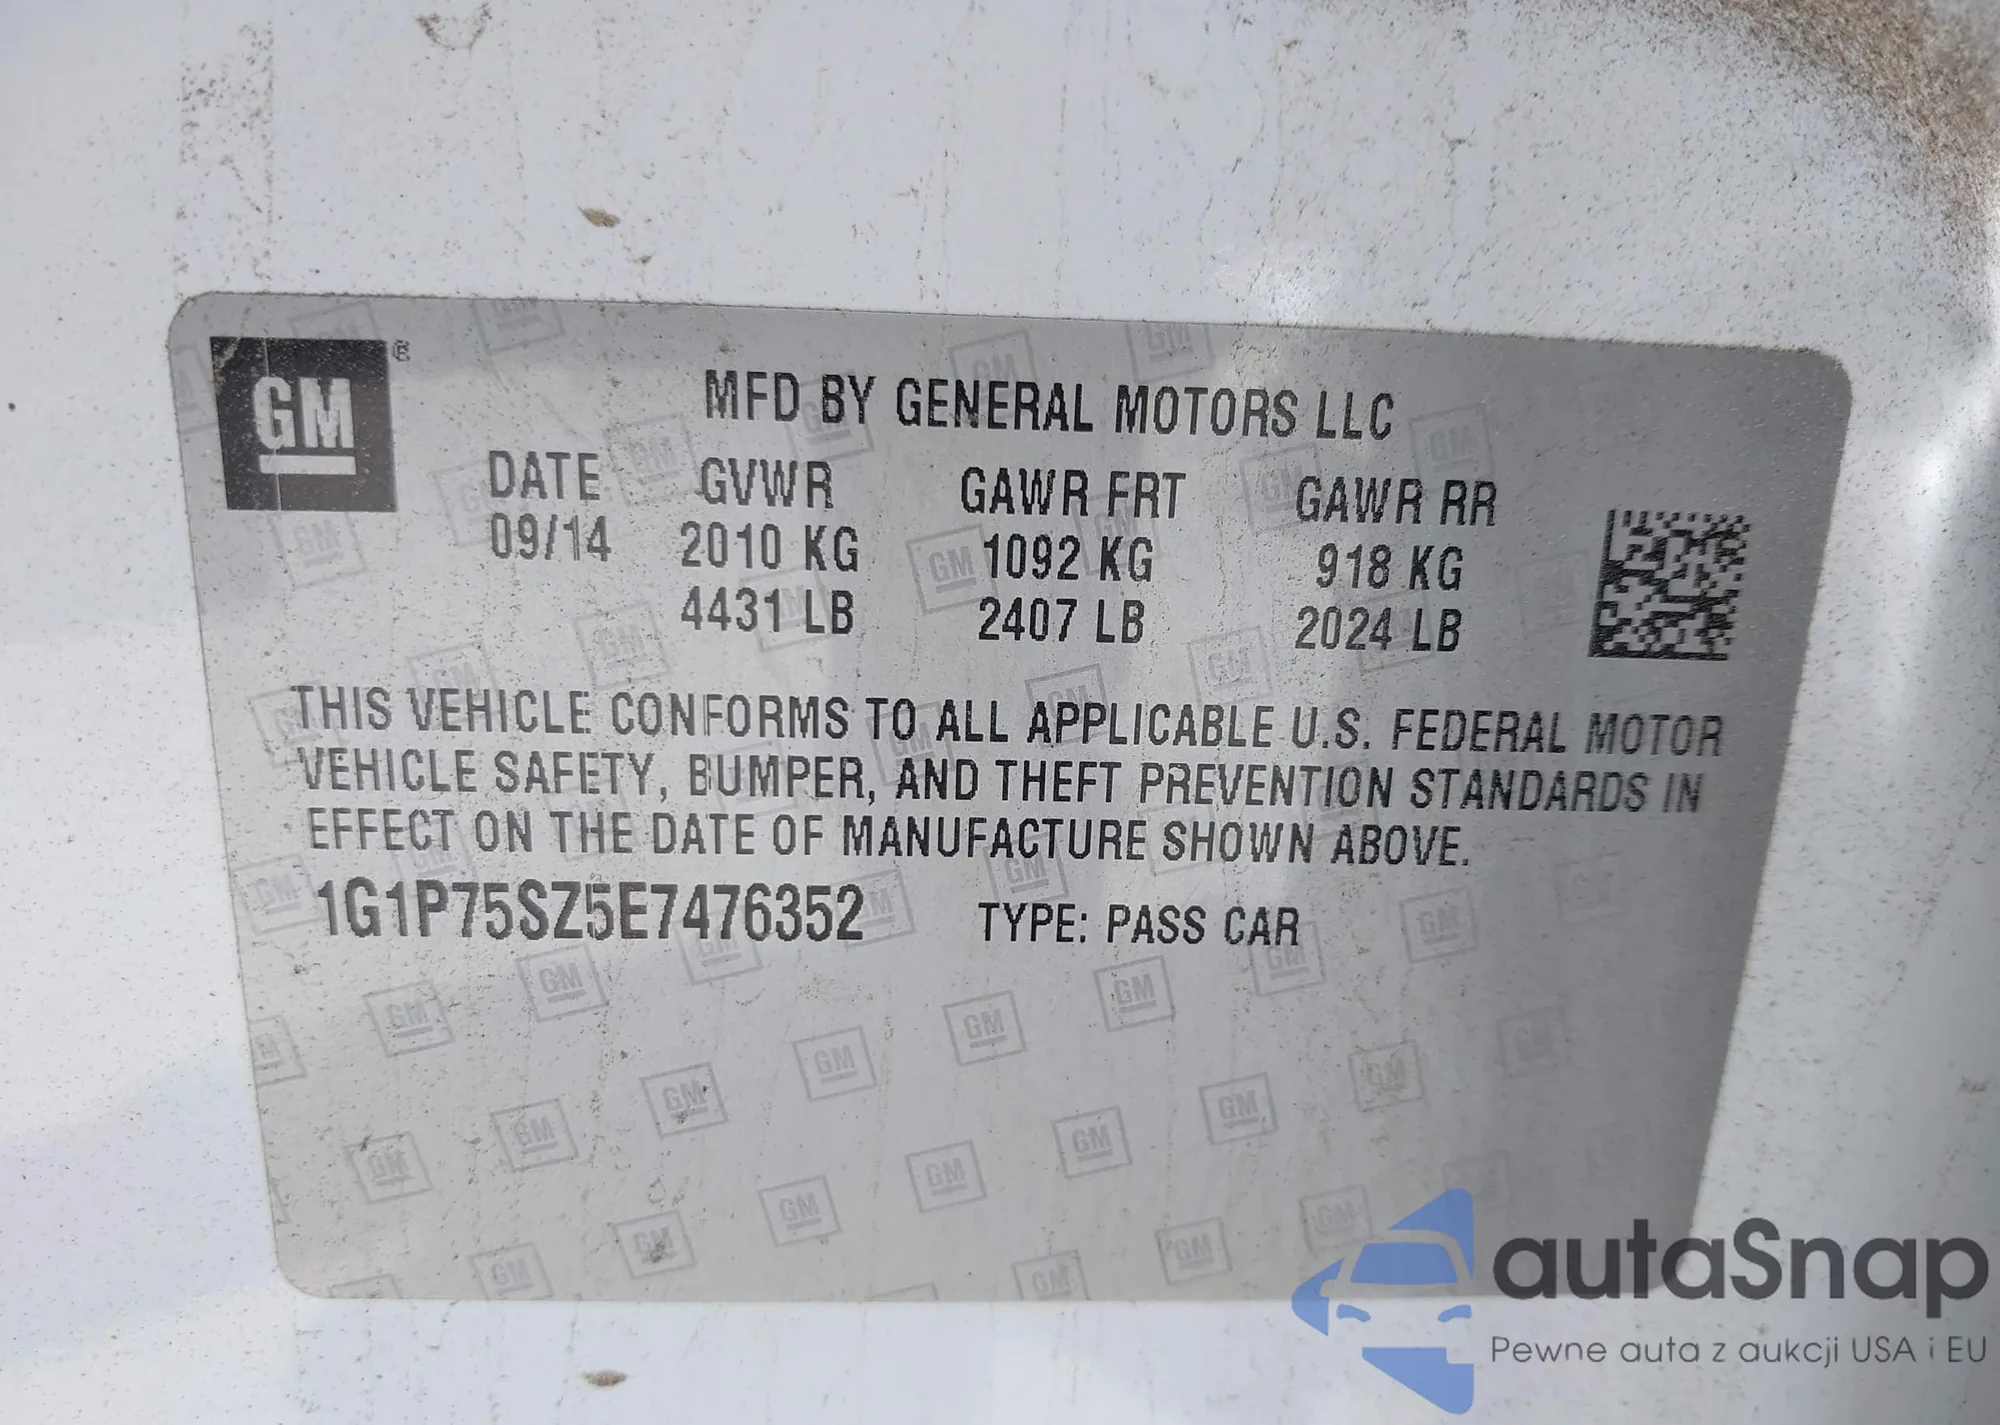 GM ®
MFD BY GENERAL MOTORS LLC
DATE GVWR GAWR FRT GAWR RR
09/14 2010 KG 1092 KG 918 KG
4431 LB 2407 LB 2024 LB
THIS VEHICLE CONFORMS TO ALL APPLICABLE U.S. FEDERAL MOTOR
VEHICLE SAFETY, BUMPER, AND THEFT PREVENTION STANDARDS IN
EFFECT ON THE DATE OF MANUFACTURE SHOWN ABOVE.
1G1P75SZ5E7476352 TYPE: PASS CAR
autaSnap
Pewne auta z aukcji USA i EU